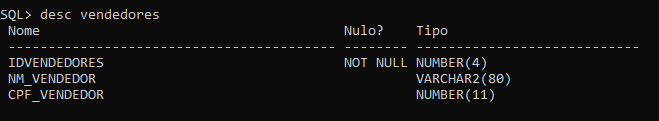 SQL> desc vendedores
Nome Nulo? Tipo
----------------------------------------- -------- ----------------------------
IDVENDEDORES NOT NULL NUMBER(4)
NM_VENDEDOR VARCHAR2(80)
CPF_VENDEDOR NUMBER(11)